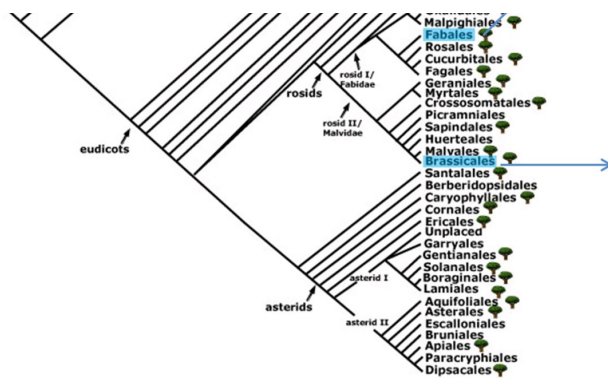 Malpighiales
Fabales
Rosales
Cucurbitales
Fagales
Geraniales
Myrtales
Crossosomatales
Picramniales
Sapindales
Huerteales
Malvales
Brassicales
Santalales
Berberidopsidales
Caryophyllales
Cornales
Ericales
Unplaced
Garryales
Gentianales
Solanales
Boraginales
Lamiales
Aquifoliales
Asterales
Escalloniales
Bruniales
Apiales
Paracryphiales
Dipsacales
rosid I/
Fabidae
rosids
rosid II/
Malvidae
eudicots
asterid I
asterids
asterid II